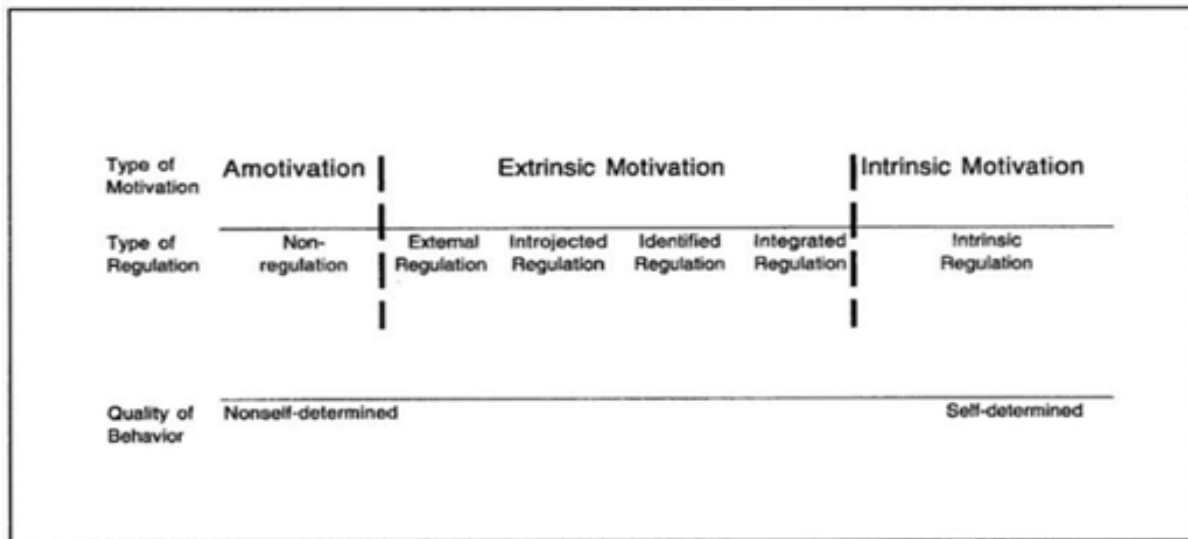 Type of Motivation
Amotivation
Extrinsic Motivation
Intrinsic Motivation
Type of Regulation
Non-regulation
External Regulation
Introjected Regulation
Identified Regulation
Integrated Regulation
Intrinsic Regulation
Quality of Behavior
Nonself-determined
Self-determined